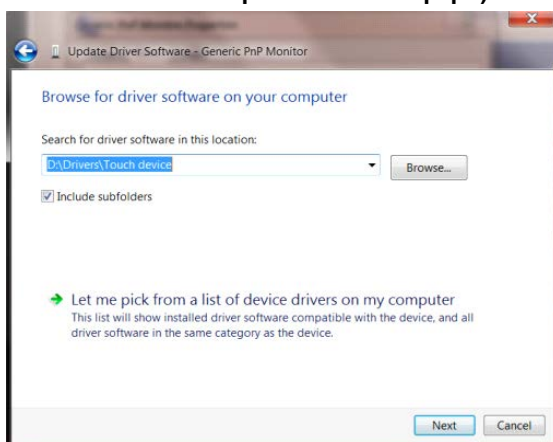 Update Driver Software - Generic PnP Monitor
Browse for driver software on your computer
Search for driver software in this location:
D:\Drivers\Touch device
Browse...
Include subfolders
Let me pick from a list of device drivers on my computer
This list will show installed driver software compatible with the device, and all
driver software in the same category as the device.
Next
Cancel